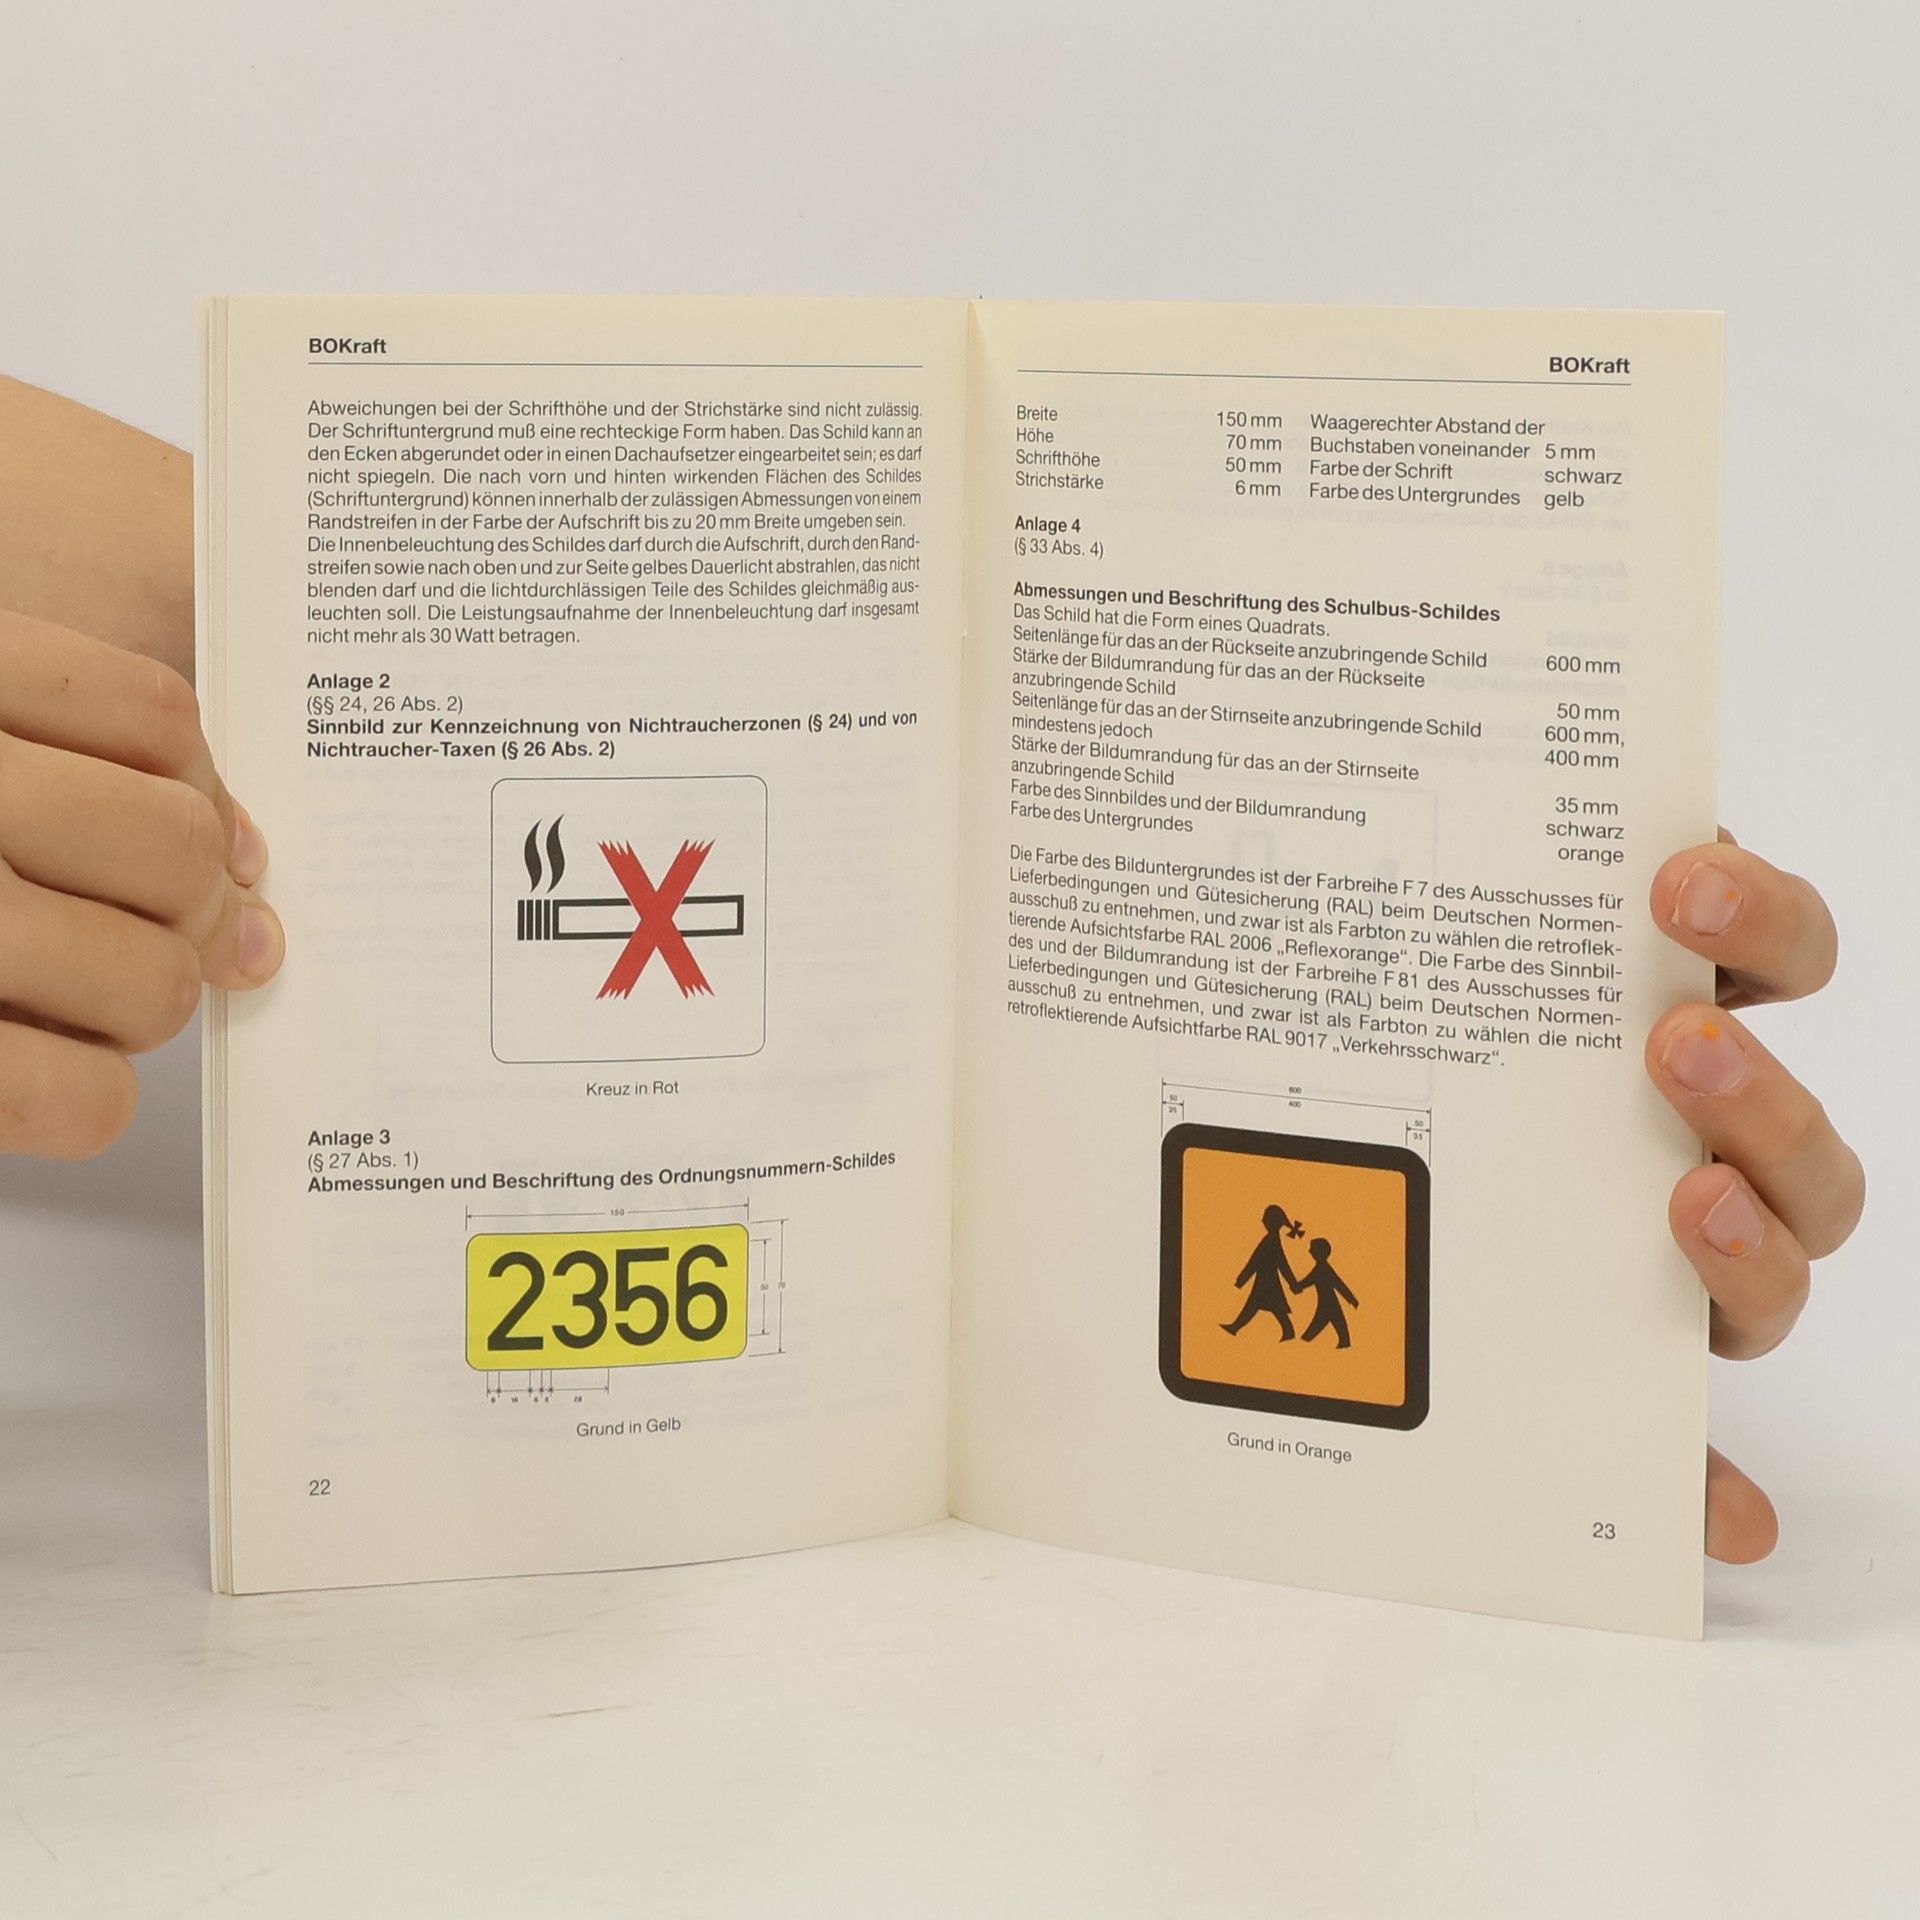 BOKraft
Abweichungen bei der Schrifthöhe und der Strichstärke sind nicht zulässig.
Der Schriftuntergrund muß eine rechteckige Form haben. Das Schild kann an
den Ecken abgerundet oder in einen Dachaufsetzer eingearbeitet sein; es darf
nicht spiegeln. Die nach vorn und hinten wirkenden Flächen des Schildes
(Schriftuntergrund) können innerhalb der zulässigen Abmessungen von einem
Randstreifen in der Farbe der Aufschrift bis zu 20 mm Breite umgeben sein.
Die Innenbeleuchtung des Schildes darf durch die Aufschrift, durch den Rand-
streifen sowie nach oben und zur Seite gelbes Dauerlicht abstrahlen, das nicht
blenden darf und die lichtdurchlässigen Teile des Schildes gleichmäßig aus-
leuchten soll. Die Leistungsaufnahme der Innenbeleuchtung darf insgesamt
nicht mehr als 30 Watt betragen.
Anlage 2
(§§ 24, 26 Abs. 2)
Sinnbild zur Kennzeichnung von Nichtraucherzonen (§ 24) und von
Nichtraucher-Taxen (§ 26 Abs. 2)
Kreuz in Rot
Anlage 3
(§ 27 Abs. 1)
Abmessungen und Beschriftung des Ordnungsnummern-Schildes
150
2356
50 70
6 16 6 5 29
Grund in Gelb
22
BOKraft
Breite 150 mm Waagerechter Abstand der
Höhe 70 mm Buchstaben voneinander 5 mm
Schrifthöhe 50 mm Farbe der Schrift schwarz
Strichstärke 6 mm Farbe des Untergrundes gelb
Anlage 4
(§ 33 Abs. 4)
Abmessungen und Beschriftung des Schulbus-Schildes
Das Schild hat die Form eines Quadrats.
Seitenlänge für das an der Rückseite anzubringende Schild 600 mm
Stärke der Bildumrandung für das an der Rückseite
anzubringende Schild 50 mm
Seitenlänge für das an der Stirnseite anzubringende Schild 600 mm,
mindestens jedoch 400 mm
Stärke der Bildumrandung für das an der Stirnseite
anzubringende Schild 35 mm
Farbe des Sinnbildes und der Bildumrandung schwarz
Farbe des Untergrundes orange
Die Farbe des Bilduntergrundes ist der Farbreihe F 7 des Ausschusses für
Lieferbedingungen und Gütesicherung (RAL) beim Deutschen Normen-
ausschuß zu entnehmen, und zwar ist als Farbton zu wählen die retroflek-
tierende Aufsichtsfarbe RAL 2006 „Reflexorange“. Die Farbe des Sinnbil-
des und der Bildumrandung ist der Farbreihe F 81 des Ausschusses für
Lieferbedingungen und Gütesicherung (RAL) beim Deutschen Normen-
ausschuß zu entnehmen, und zwar ist als Farbton zu wählen die nicht
retroflektierende Aufsichtfarbe RAL 9017 „Verkehrsschwarz“.
600
400
50
35
50
35
Grund in Orange
23